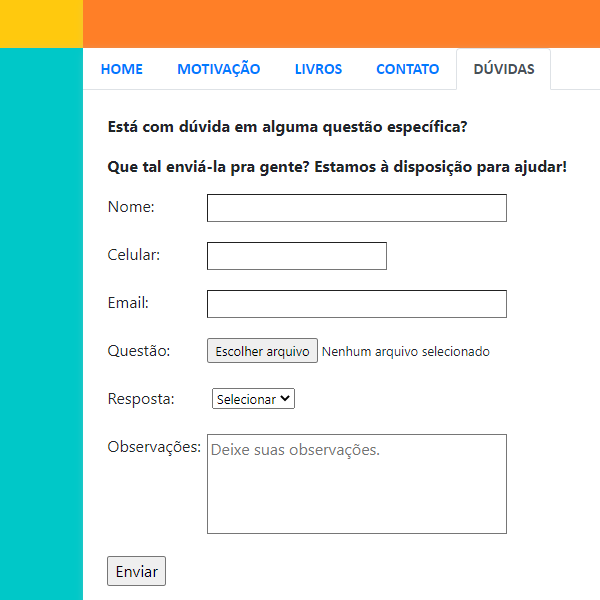 HOME MOTIVAÇÃO LIVROS CONTATO DÚVIDAS
Está com dúvida em alguma questão específica?
Que tal enviá-la pra gente? Estamos à disposição para ajudar!
Nome:
Celular:
Email:
Questão: Escolher arquivo Nenhum arquivo selecionado
Resposta: Selecionar
Observações: Deixe suas observações.
Enviar